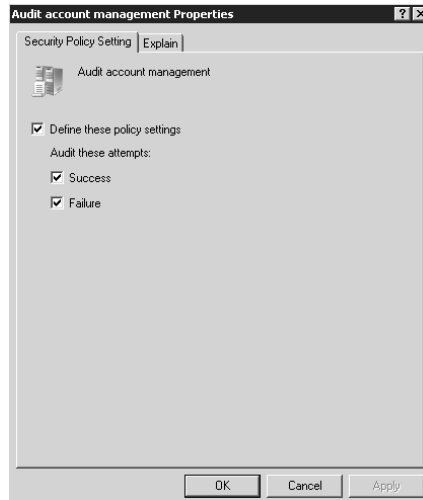 Audit account management Properties
Security Policy Setting Explain
Audit account management
Define these policy settings
Audit these attempts:
Success
Failure
OK Cancel Apply